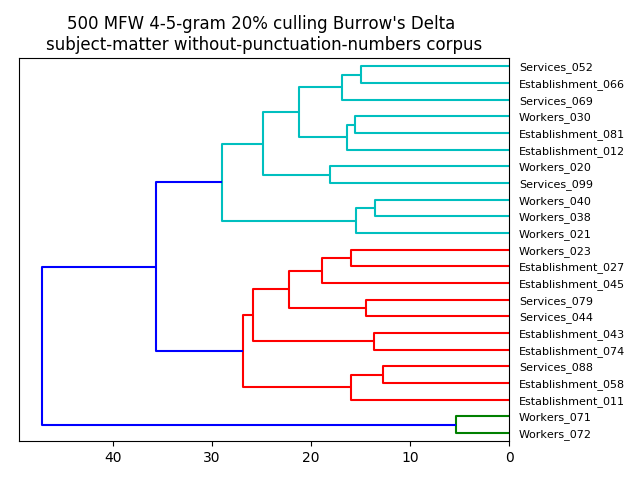 500 MFW 4-5-gram 20% culling Burrow's Delta
subject-matter without-punctuation-numbers corpus
Services_052
Establishment_066
Services_069
Workers_030
Establishment_081
Establishment_012
Workers_020
Services_099
Workers_040
Workers_038
Workers_021
Workers_023
Establishment_027
Establishment_045
Services_079
Services_044
Establishment_043
Establishment_074
Services_088
Establishment_058
Establishment_011
Workers_071
Workers_072
40 30 20 10 0